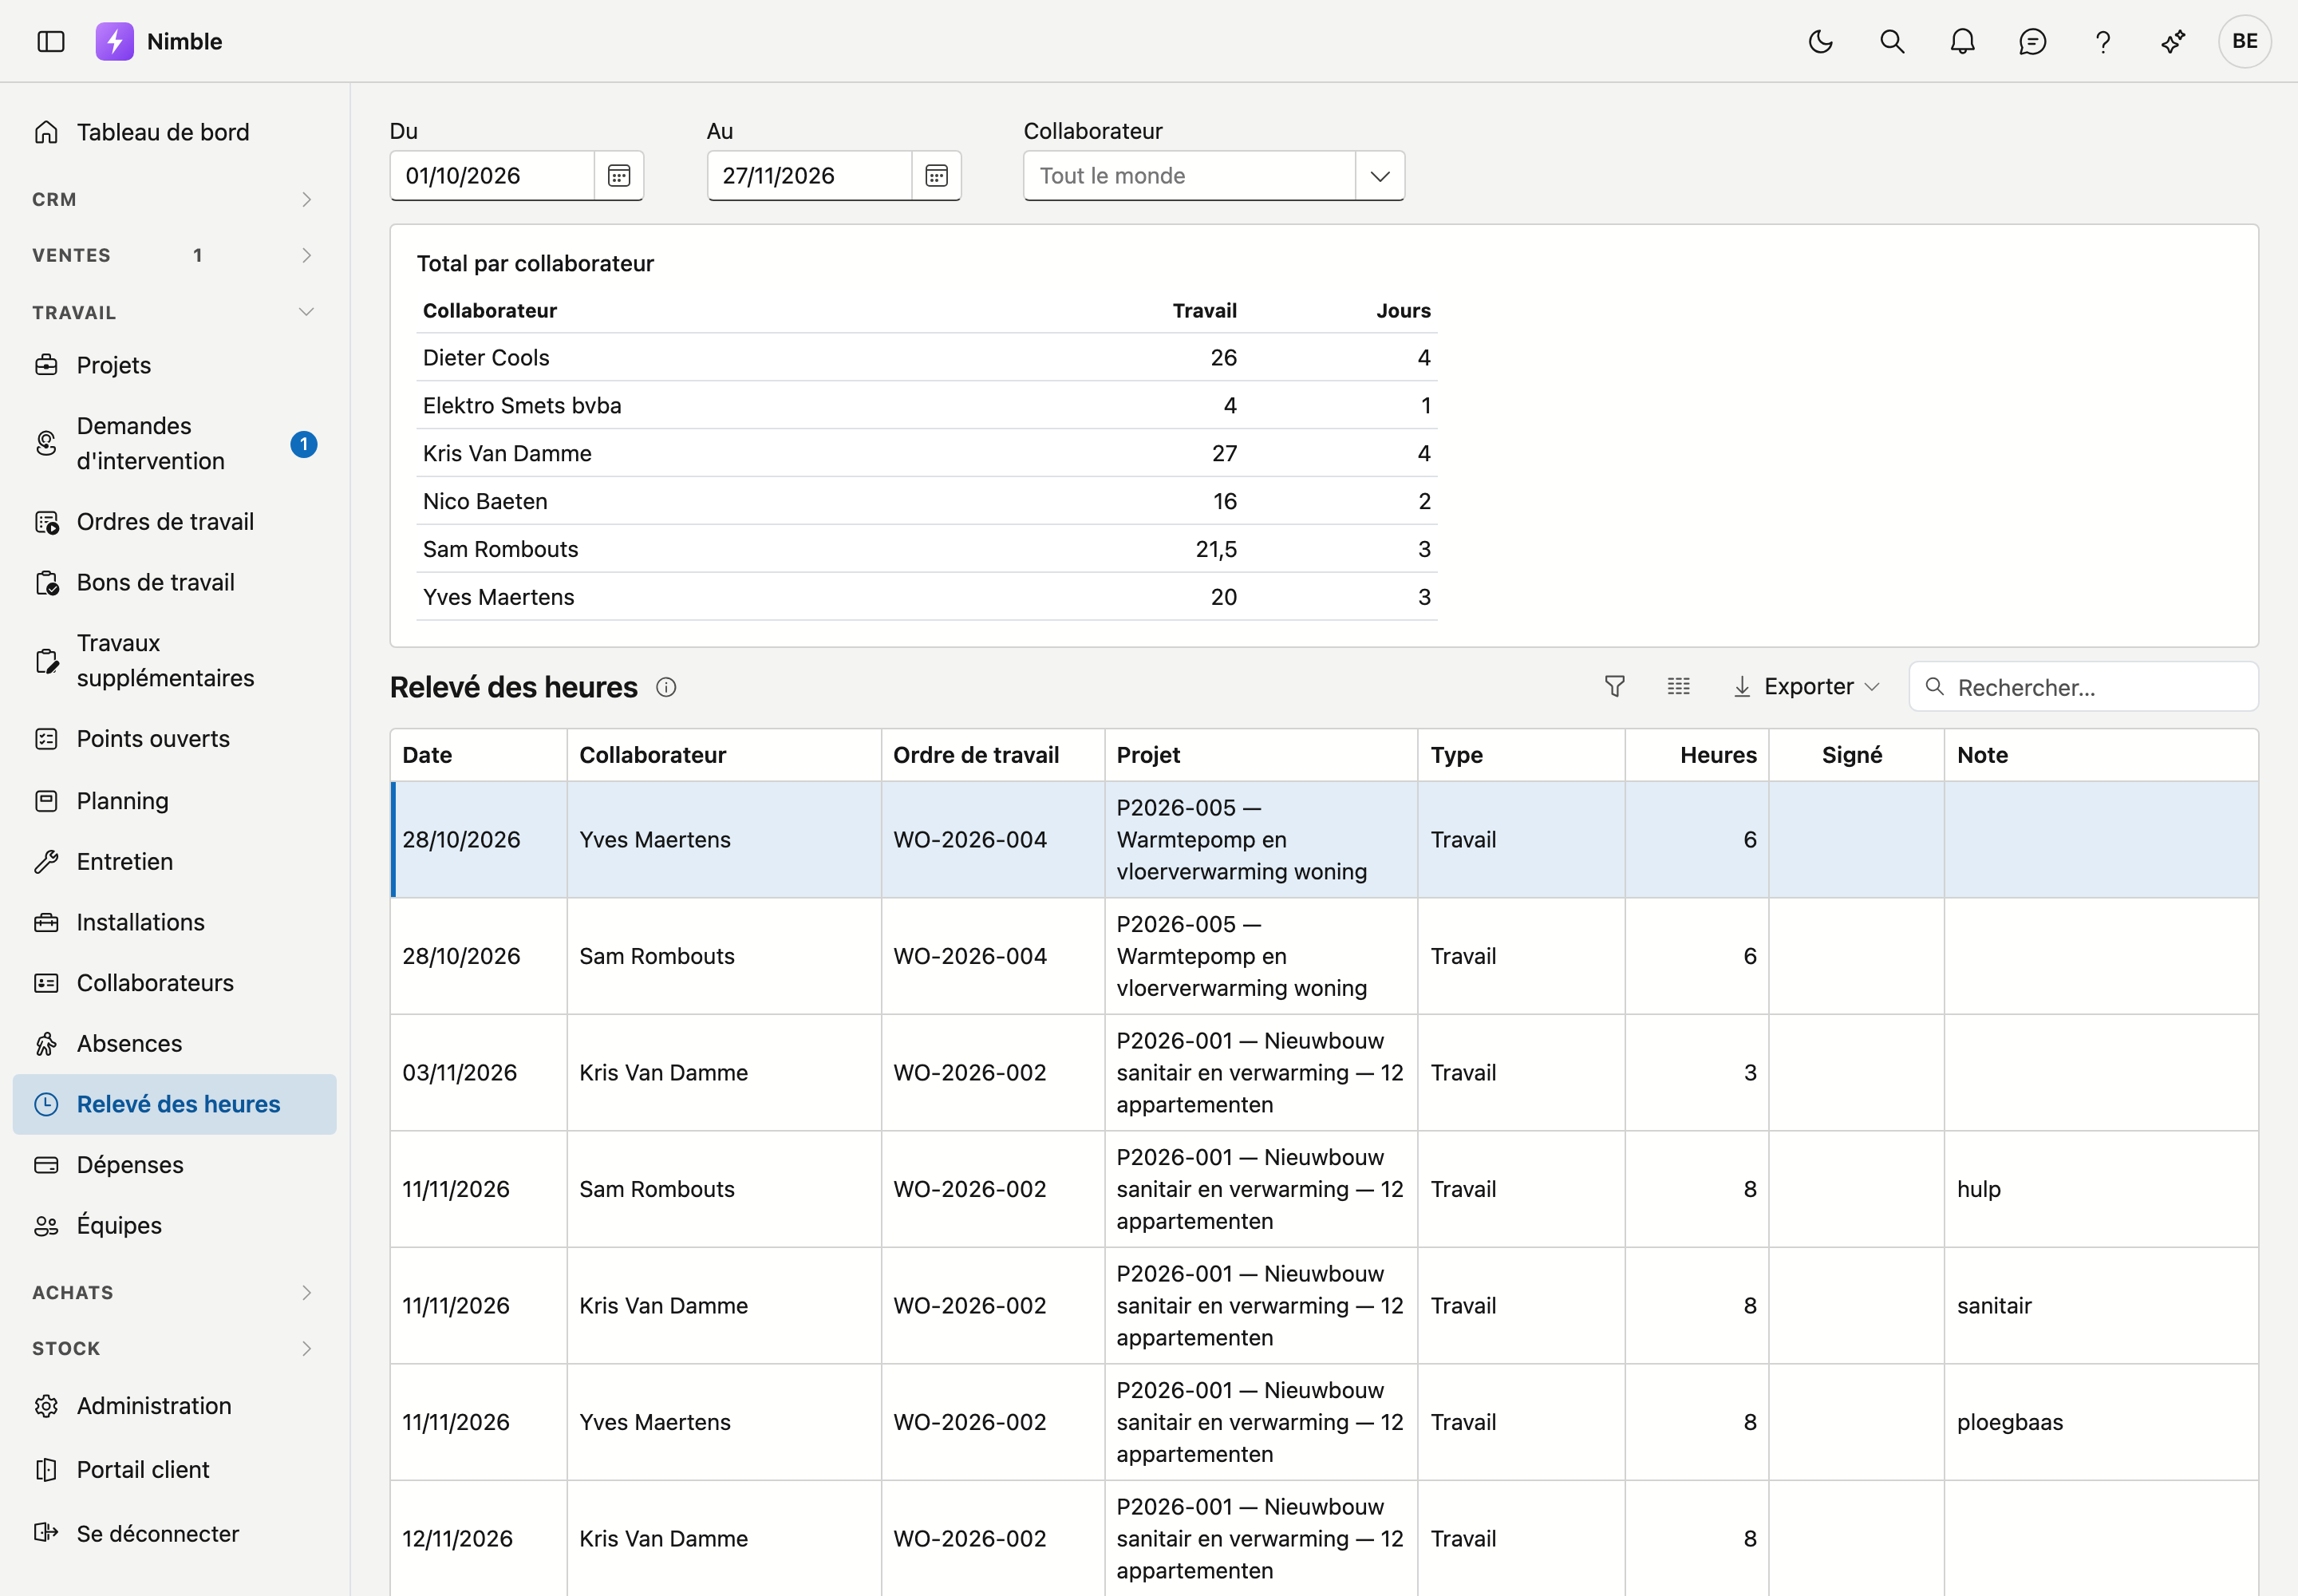 Nimble
BE
Tableau de bord
CRM
VENTES 1
TRAVAIL
Projets
Demandes
d'intervention
1
Ordres de travail
Bons de travail
Travaux
supplémentaires
Points ouverts
Planning
Entretien
Installations
Collaborateurs
Absences
Relevé des heures
Dépenses
Équipes
ACHATS
STOCK
Administration
Portail client
Se déconnecter
Du Au Collaborateur
01/10/2026 27/11/2026 Tout le monde
Total par collaborateur
Collaborateur Travail Jours
Dieter Cools 26 4
Elektro Smets bvba 4 1
Kris Van Damme 27 4
Nico Baeten 16 2
Sam Rombouts 21,5 3
Yves Maertens 20 3
Relevé des heures Exporter Rechercher...
Date Collaborateur Ordre de travail Projet Type Heures Signé Note
P2026-005 —
28/10/2026 Yves Maertens WO-2026-004 Warmtepomp en Travail 6
vloerverwarming woning
P2026-005 —
28/10/2026 Sam Rombouts WO-2026-004 Warmtepomp en Travail 6
vloerverwarming woning
P2026-001 — Nieuwbouw
03/11/2026 Kris Van Damme WO-2026-002 sanitair en verwarming — 12 Travail 3
appartementen
P2026-001 — Nieuwbouw
11/11/2026 Sam Rombouts WO-2026-002 sanitair en verwarming — 12 Travail 8 hulp
appartementen
P2026-001 — Nieuwbouw
11/11/2026 Kris Van Damme WO-2026-002 sanitair en verwarming — 12 Travail 8 sanitair
appartementen
P2026-001 — Nieuwbouw
11/11/2026 Yves Maertens WO-2026-002 sanitair en verwarming — 12 Travail 8 ploegbaas
appartementen
P2026-001 — Nieuwbouw
12/11/2026 Kris Van Damme WO-2026-002 sanitair en verwarming — 12 Travail 8
appartementen